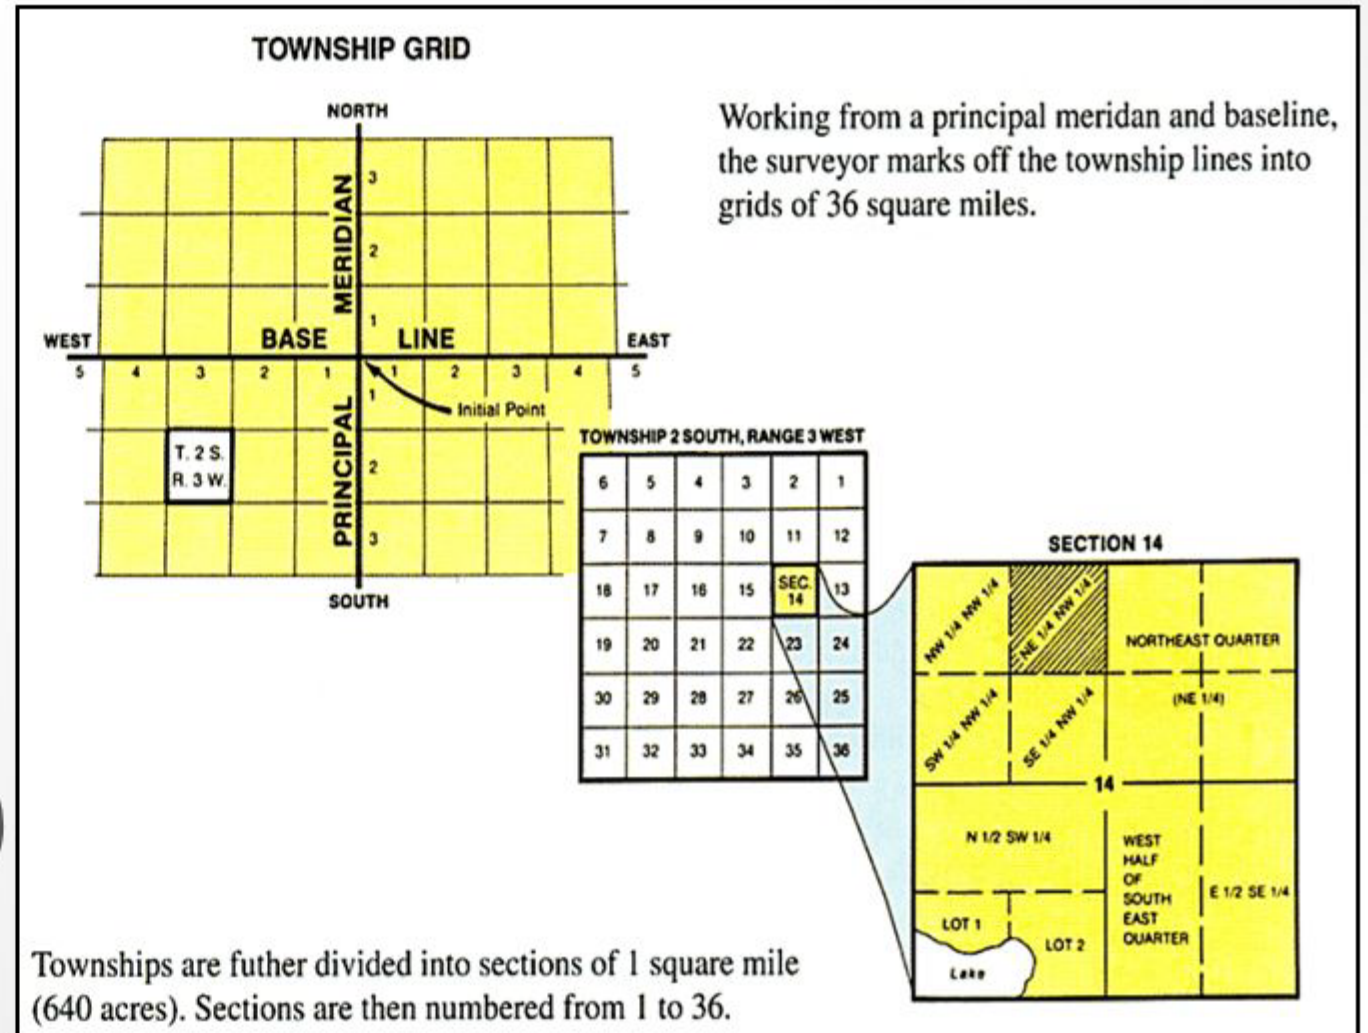 TOWNSHIP GRID
NORTH
Working from a principal meridan and baseline,
the surveyor marks off the township lines into
grids of 36 square miles.
3
2
1
MERIDIAN
WEST
BASE LINE
EAST
5 4 3 2 1 1 2 3 4 5
1
Initial Point
T. 2 S.
R. 3 W.
2
3
PRINCIPAL
SOUTH
TOWNSHIP 2 SOUTH, RANGE 3 WEST
6 5 4 3 2 1
7 8 9 10 11 12
18 17 16 15 SEC. 14 13
19 20 21 22 23 24
30 29 28 27 26 25
31 32 33 34 35 36
SECTION 14
NW 1/4 NW 1/4
NE 1/4 NW 1/4
NORTHEAST QUARTER
(NE 1/4)
SW 1/4 NW 1/4
SE 1/4 NW 1/4
14
N 1/2 SW 1/4
WEST
HALF
OF
SOUTH
EAST
QUARTER
E 1/2 SE 1/4
LOT 1
LOT 2
Lake
Townships are futher divided into sections of 1 square mile
(640 acres). Sections are then numbered from 1 to 36.